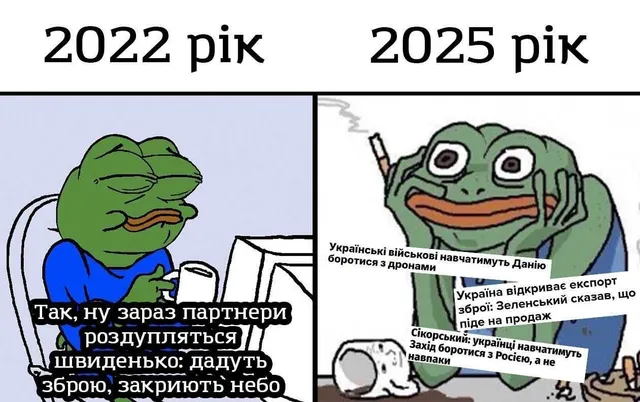 2022 рік
2025 рік
Так, ну зараз партнери
роздупляться
швиденько: дадуть
зброю, закриють небо
Українські військові навчатимуть Данію
боротися з дронами
Україна відкриває експорт
зброї: Зеленський сказав, що
піде на продаж
Сікорський: українці навчатимуть
Захід боротися з Росією, а не
навпаки